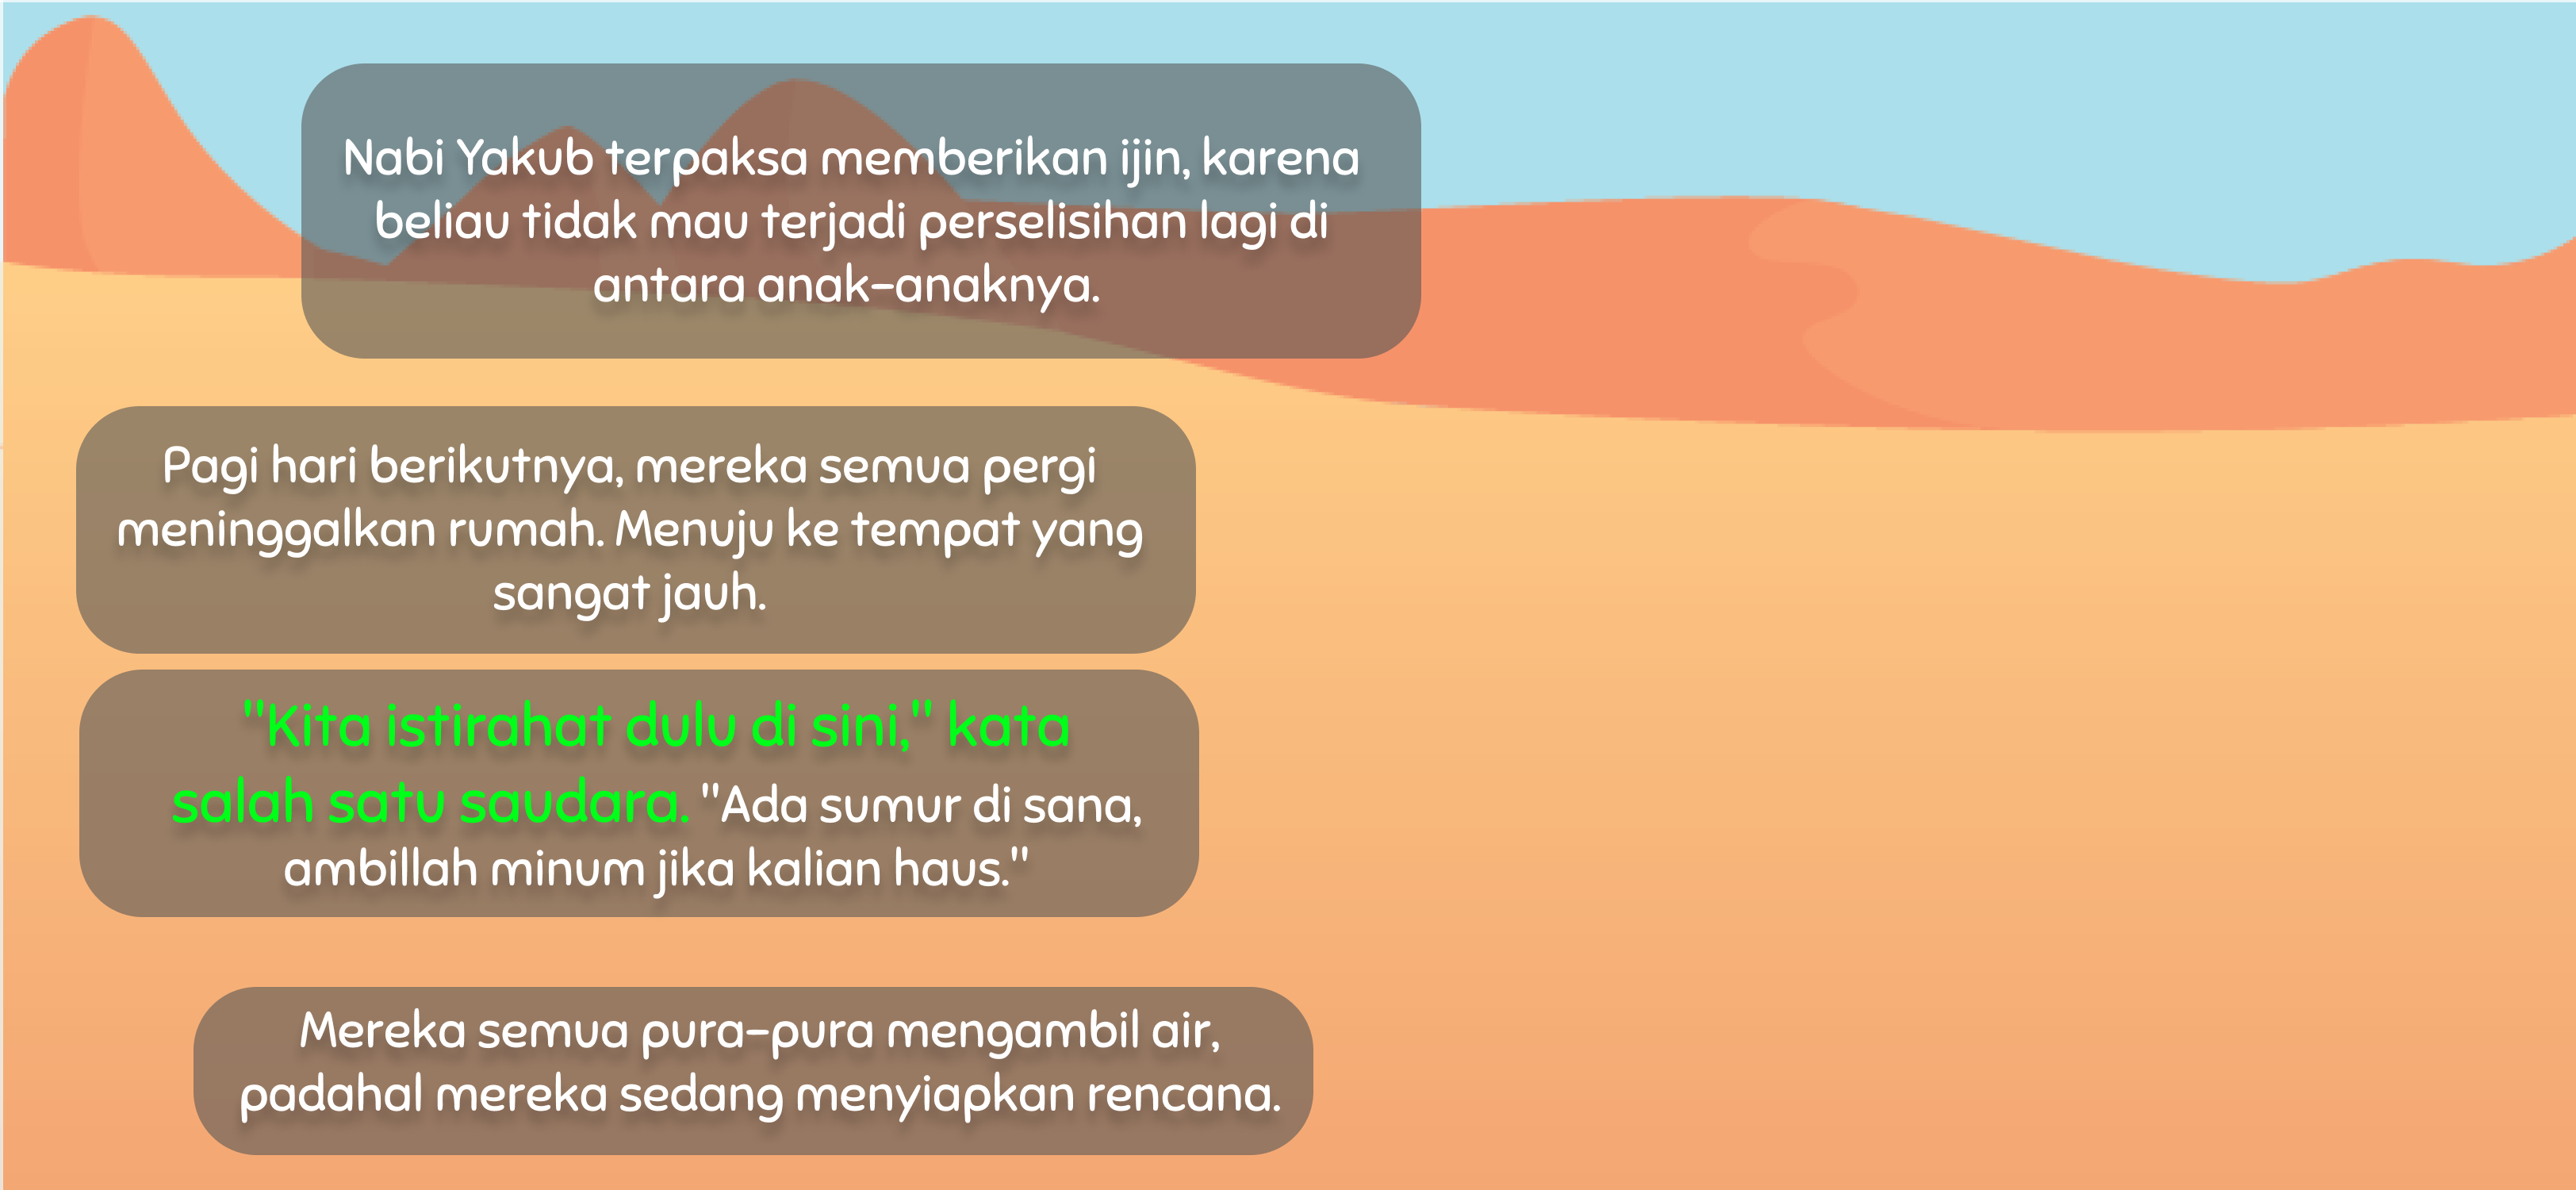 Nabi Yakub terpaksa memberikan ijin, karena
beliau tidak mau terjadi perselisihan lagi di
antara anak-anaknya.
Pagi hari berikutnya, mereka semua pergi
meninggalkan rumah. Menuju ke tempat yang
sangat jauh.
"Kita istirahat dulu di sini," kata
salah satu saudara. "Ada sumur di sana,
ambillah minum jika kalian haus."
Mereka semua pura-pura mengambil air,
padahal mereka sedang menyiapkan rencana.